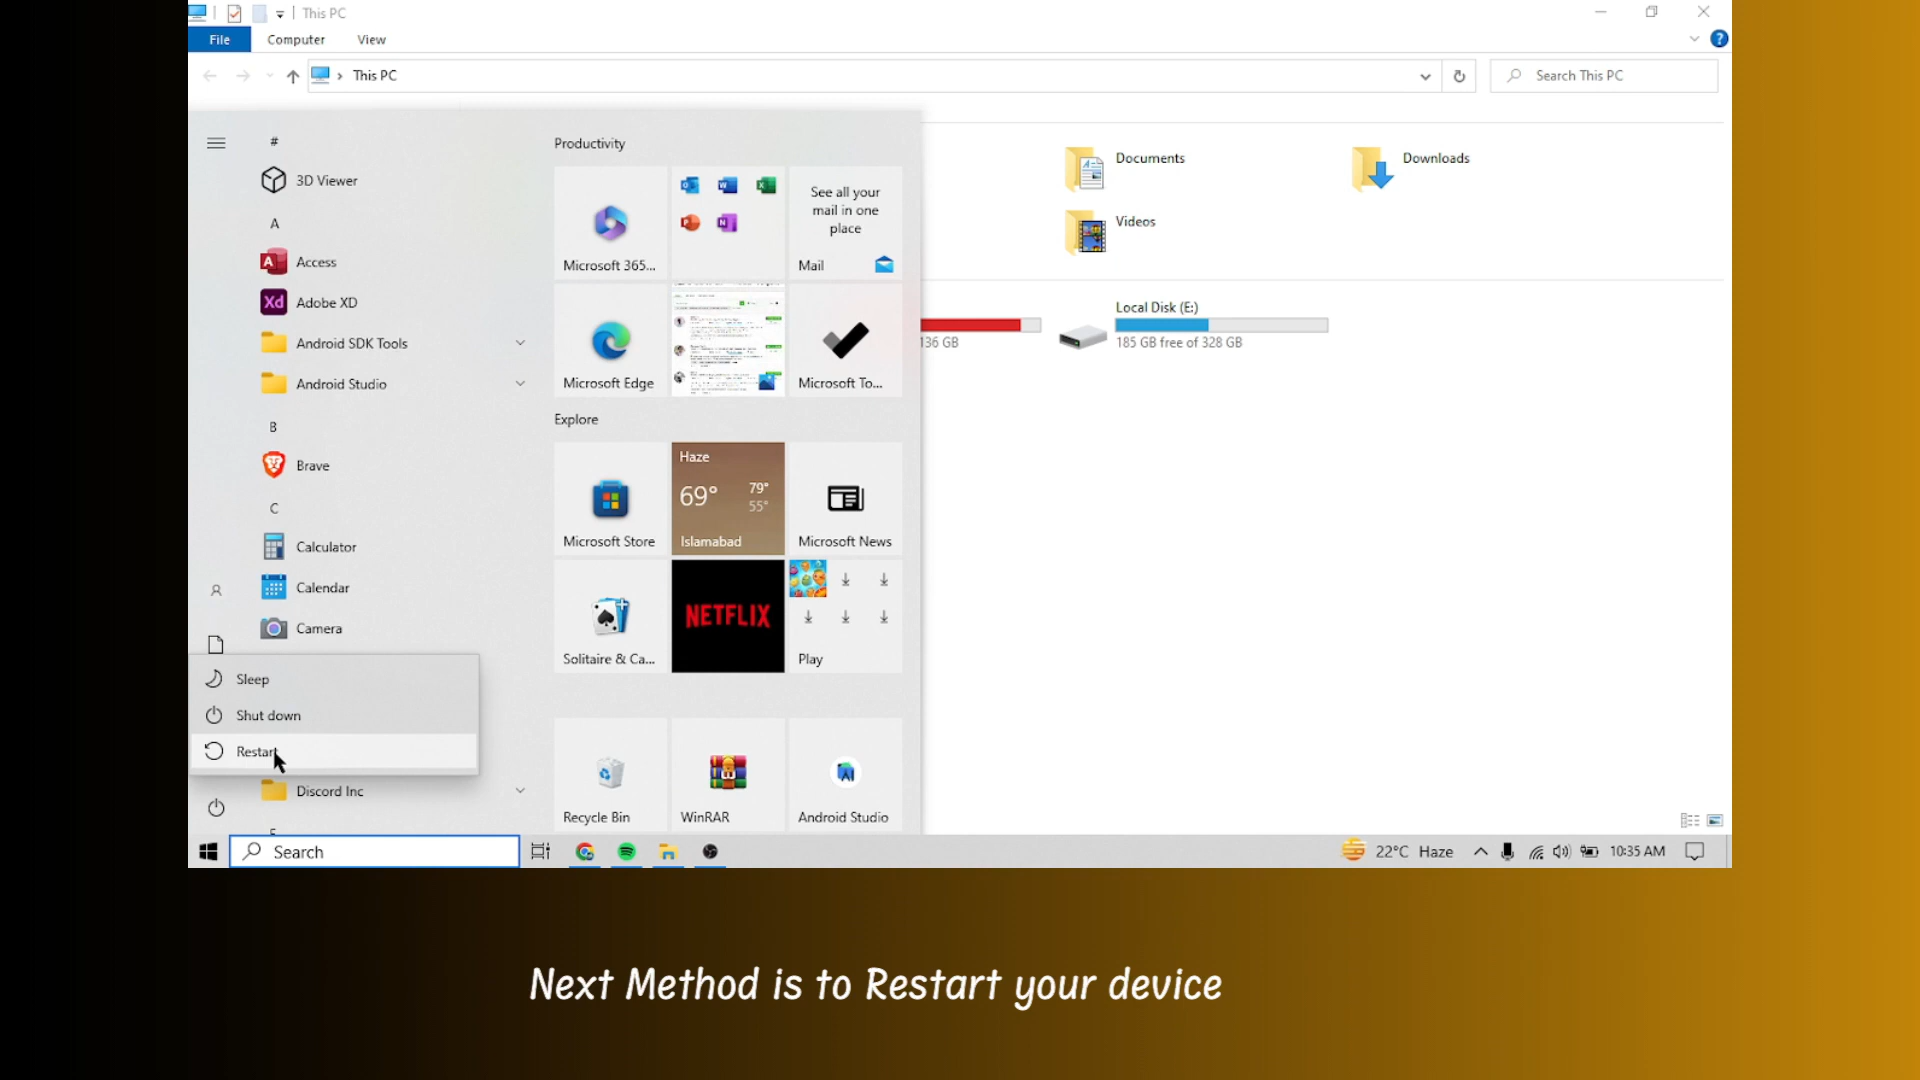 This PC
File
Computer
View
This PC
Search This PC
#
3D Viewer
A
Access
Adobe XD
Android SDK Tools
Android Studio
B
Brave
C
Calculator
Calendar
Camera
Sleep
Shut down
Restart
Discord Inc
Productivity
Microsoft 365...
See all your
mail in one
place
Mail
Microsoft Edge
Microsoft To...
Explore
Microsoft Store
Haze
69°
79°
55°
Islamabad
Microsoft News
Solitaire & Ca...
NETFLIX
Play
Recycle Bin
WinRAR
Android Studio
Documents
Downloads
Videos
136 GB
Local Disk (E:)
185 GB free of 328 GB
Search
22°C Haze
10:35 AM
Next Method is to Restart your device